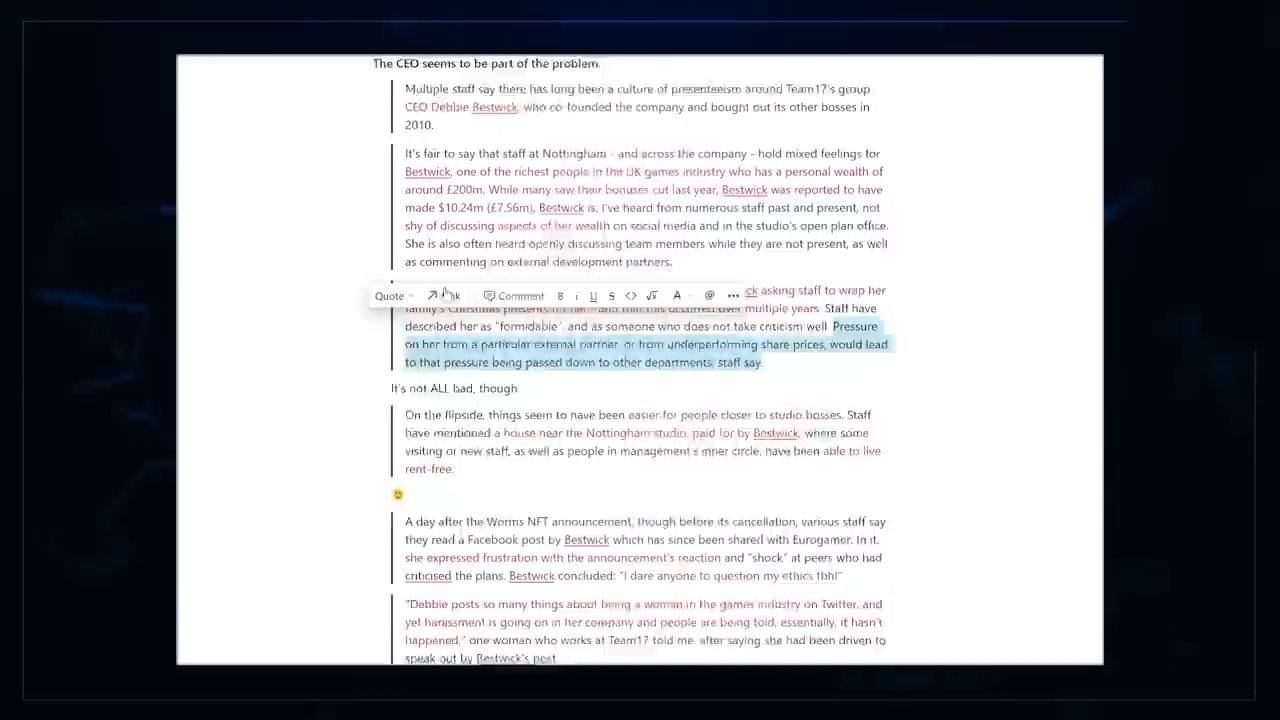 The CEO seems to be part of the problem.
Multiple staff say there has long been a culture of presenteeism around Team17's group
CEO Debbie Bestwick, who co-founded the company and bought out its other bosses in
2010.
It's fair to say that staff at Nottingham - and across the company - hold mixed feelings for
Bestwick, one of the richest people in the UK games industry who has a personal wealth of
around £200m. While many saw their bonuses cut last year, Bestwick was reported to have
made $10.24m (£7.56m). Bestwick is, I've heard from numerous staff past and present, not
shy of discussing aspects of her wealth on social media and in the studio's open plan office.
She is also often heard openly discussing team members while they are not present, as well
as commenting on external development partners.
Quote Comment B i U S <> √x A @ •••
ck asking staff to wrap her
family's Christmas presents for her - and that this occurred over multiple years. Staff have
described her as "formidable", and as someone who does not take criticism well. Pressure
on her from a particular external partner, or from underperforming share prices, would lead
to that pressure being passed down to other departments, staff say.
It's not ALL bad, though
On the flipside, things seem to have been easier for people closer to studio bosses. Staff
have mentioned a house near the Nottingham studio, paid for by Bestwick, where some
visiting or new staff, as well as people in management's inner circle, have been able to live
rent-free.
A day after the Worms NFT announcement, though before its cancellation, various staff say
they read a Facebook post by Bestwick which has since been shared with Eurogamer. In it,
she expressed frustration with the announcement's reaction and "shock" at peers who had
criticised the plans. Bestwick concluded: "I dare anyone to question my ethics tbh!"
"Debbie posts so many things about being a woman in the games industry on Twitter, and
yet harassment is going on in her company and people are being told, essentially, it hasn't
happened," one woman who works at Team17 told me, after saying she had been driven to
speak out by Bestwick's post.